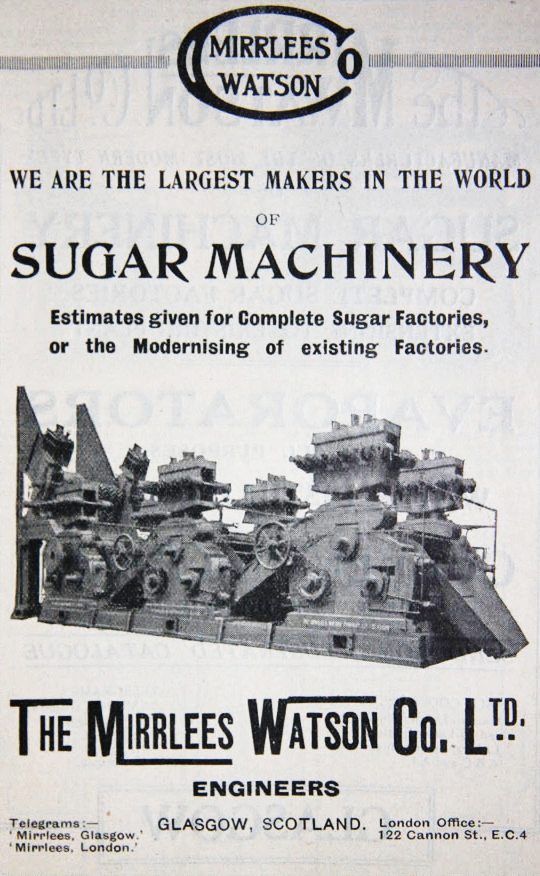 MIRRLEES
WATSON
Co
WE ARE THE LARGEST MAKERS IN THE WORLD
OF
SUGAR MACHINERY
Estimates given for Complete Sugar Factories,
or the Modernising of existing Factories.
THE MIRRLEES WATSON CO. LTD.
ENGINEERS
GLASGOW, SCOTLAND.
Telegrams:—
'Mirrlees, Glasgow.'
'Mirrlees, London.'
London Office:—
122 Cannon St., E.C.4